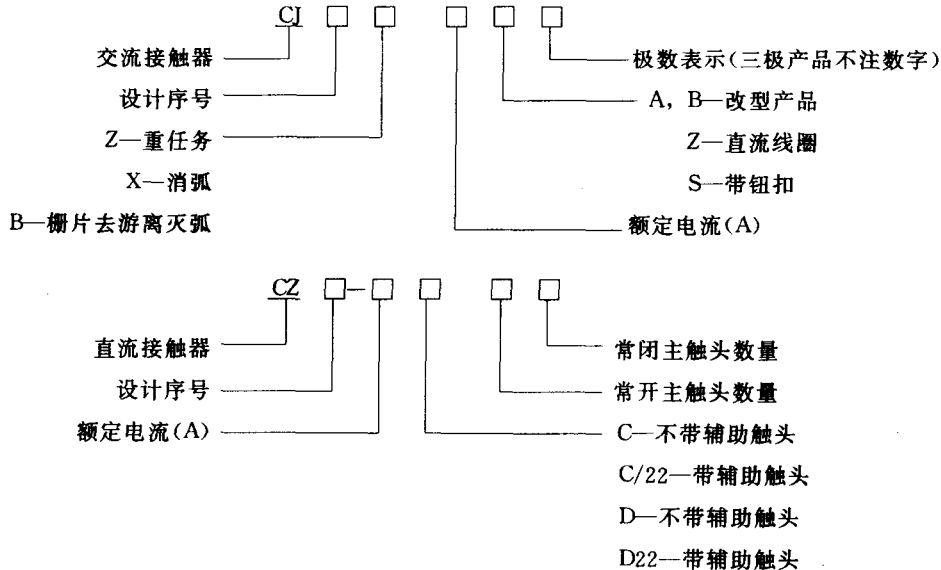 CJ □ □ □ □ □
交流接触器
极数表示(三极产品不注数字)
设计序号
A, B—改型产品
Z—重任务
Z—直流线圈
X—消弧
S—带钮扣
B—栅片去游离灭弧
额定电流(A)
CZ □-□ □ □ □
直流接触器
常闭主触头数量
设计序号
常开主触头数量
额定电流(A)
C—不带辅助触头
C/22—带辅助触头
D—不带辅助触头
D22—带辅助触头